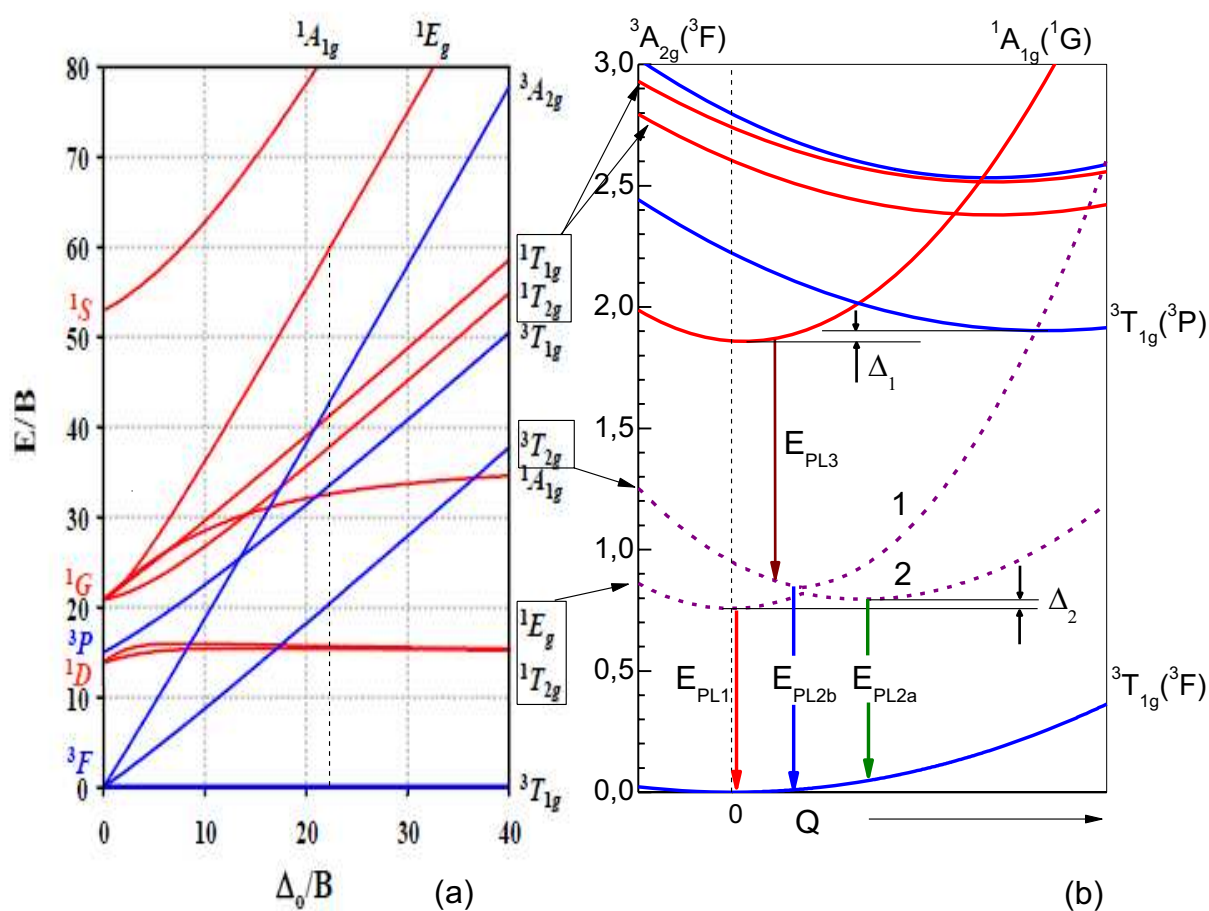 ¹A₁g ¹Eg
80
70
60
50
40
30
20
10
0
E/B
¹S
¹G
³P
¹D
³F
³A₂g
¹T₁g
¹T₂g
³T₁g
³T₂g
¹A₁g
¹Eg
¹T₂g
³T₁g
0 10 20 30 40
Δₒ/B
(a)
³A₂g(³F) ¹A₁g(¹G)
3,0
2,5
2,0
1,5
1,0
0,5
0,0
³T₁g(³P)
Δ₁
E_PL3
1
2
Δ₂
E_PL1 E_PL2b E_PL2a
³T₁g(³F)
0 Q
(b)